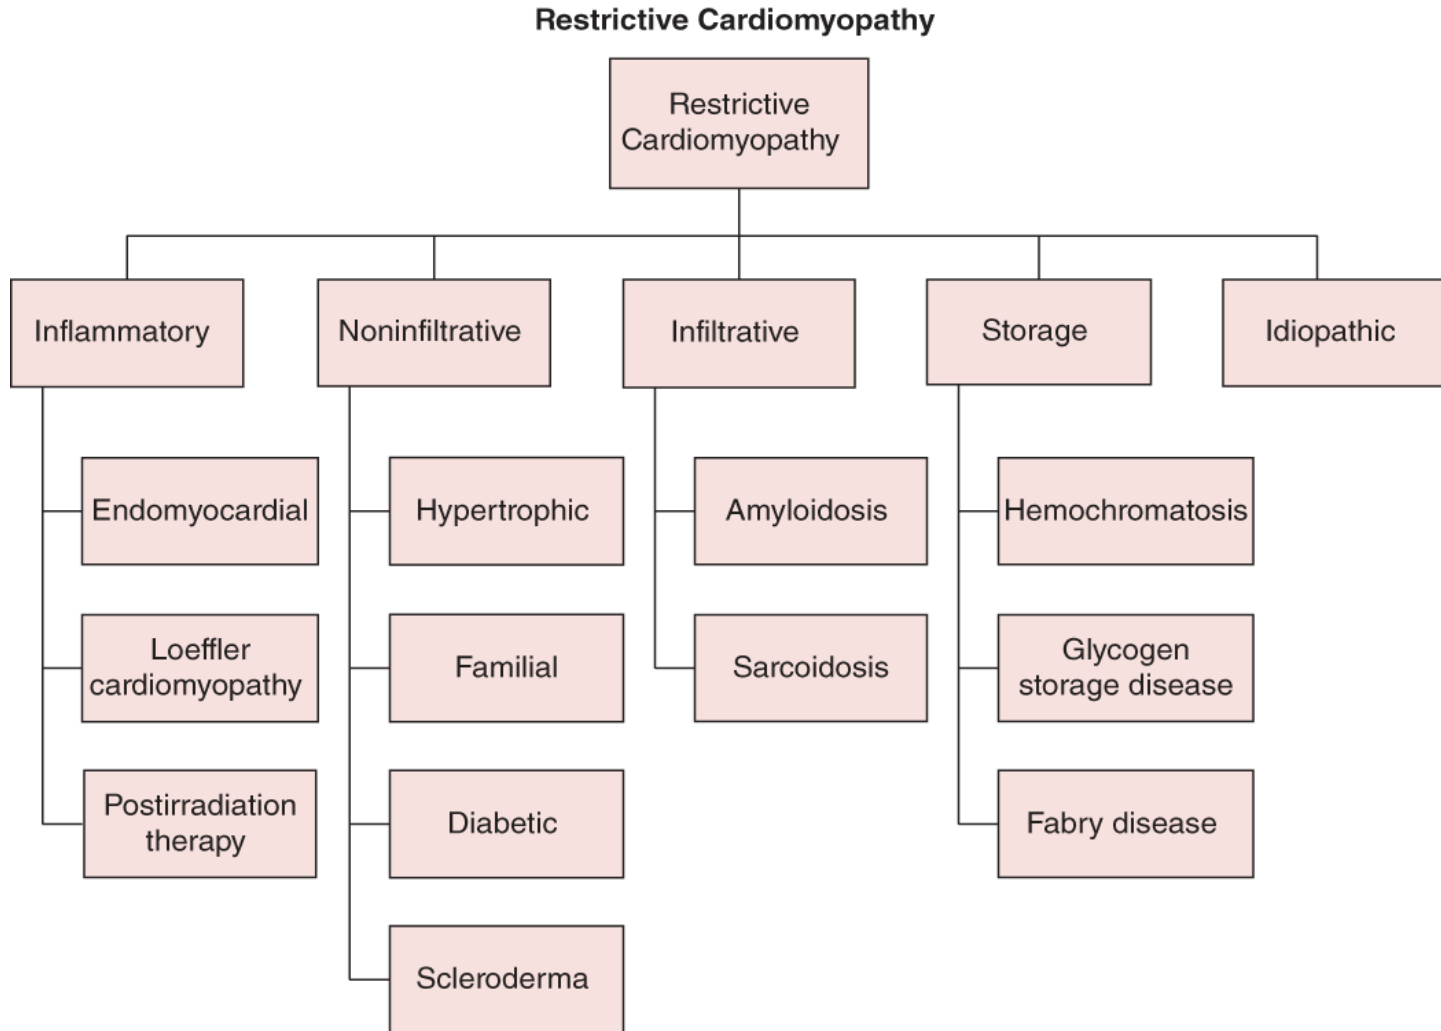 Restrictive Cardiomyopathy
Restrictive
Cardiomyopathy
Inflammatory
Noninfiltrative
Infiltrative
Storage
Idiopathic
Endomyocardial
Hypertrophic
Amyloidosis
Hemochromatosis
Loeffler
cardiomyopathy
Familial
Sarcoidosis
Glycogen
storage disease
Postirradiation
therapy
Diabetic
Fabry disease
Scleroderma